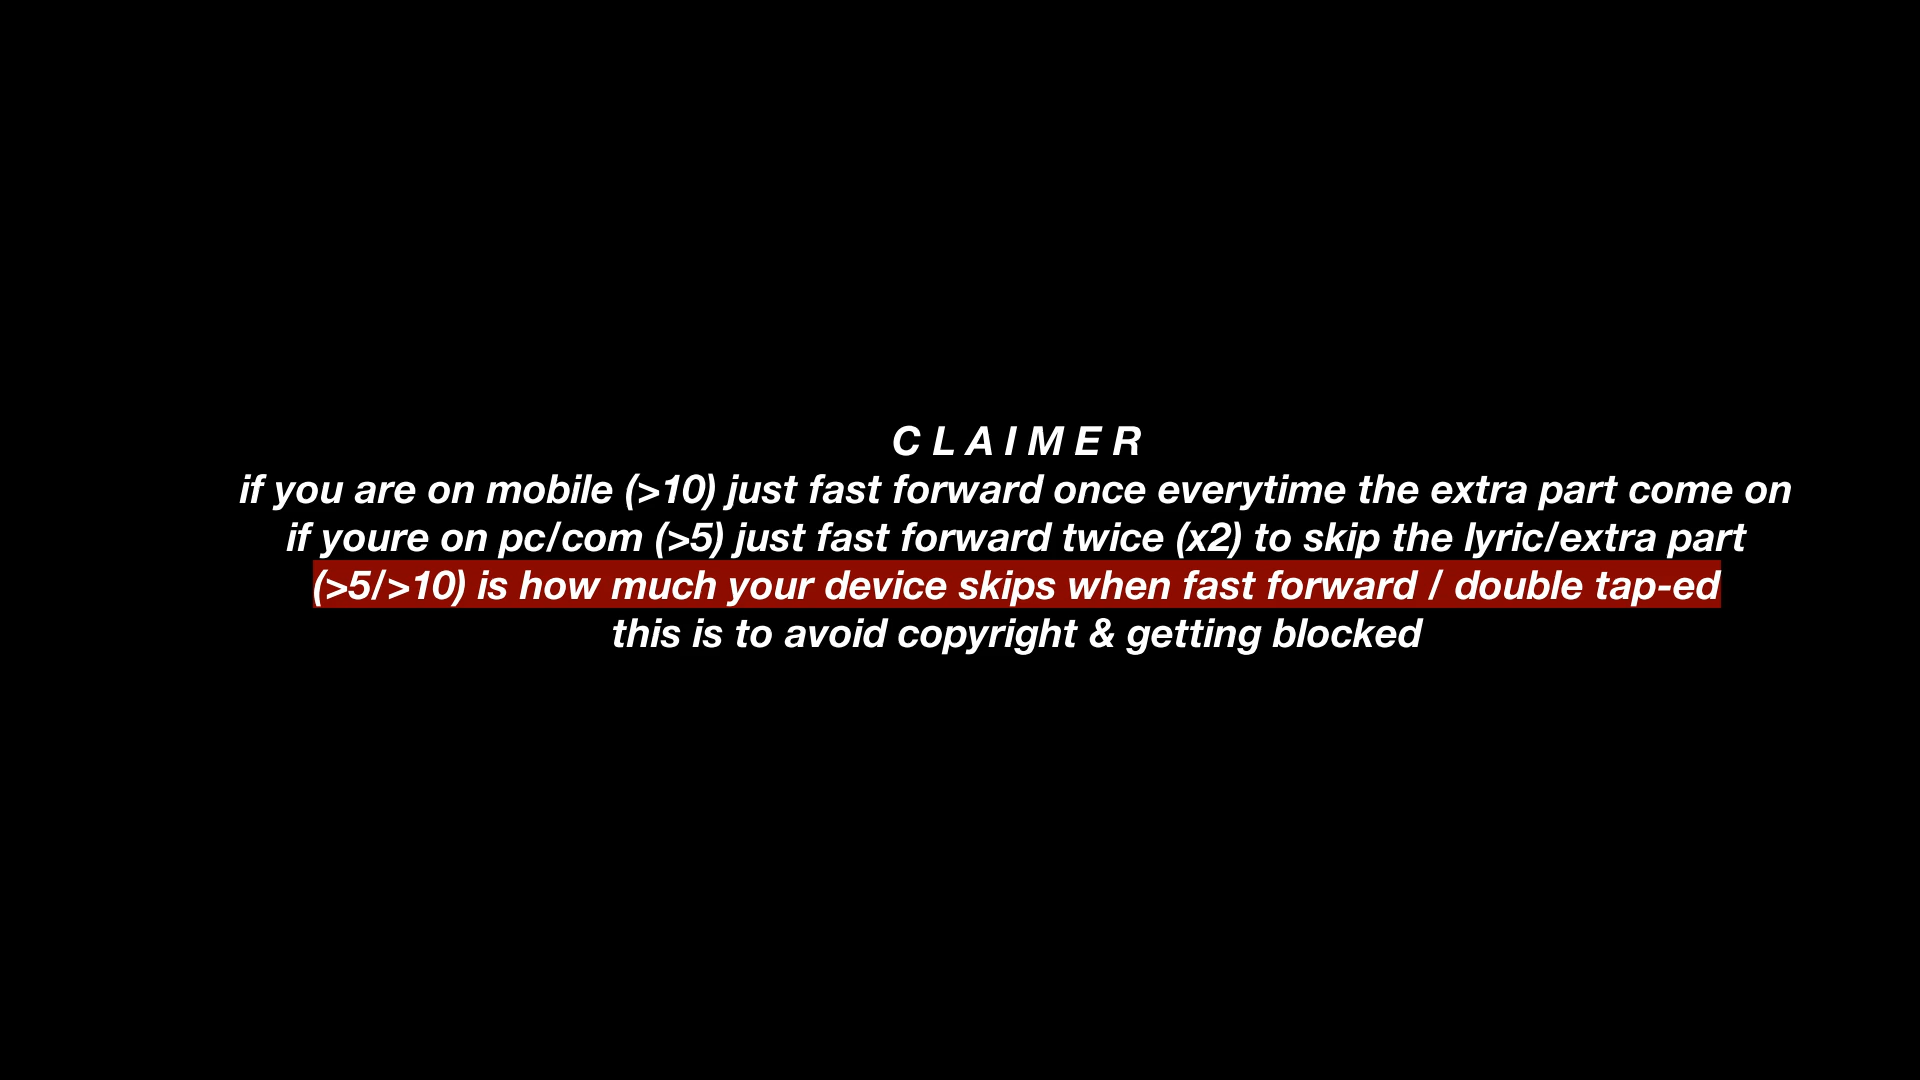 C L A I M E R
if you are on mobile (>10) just fast forward once everytime the extra part come on
if youre on pc/com (>5) just fast forward twice (x2) to skip the lyric/extra part
(>5/>10) is how much your device skips when fast forward / double tap-ed
this is to avoid copyright & getting blocked